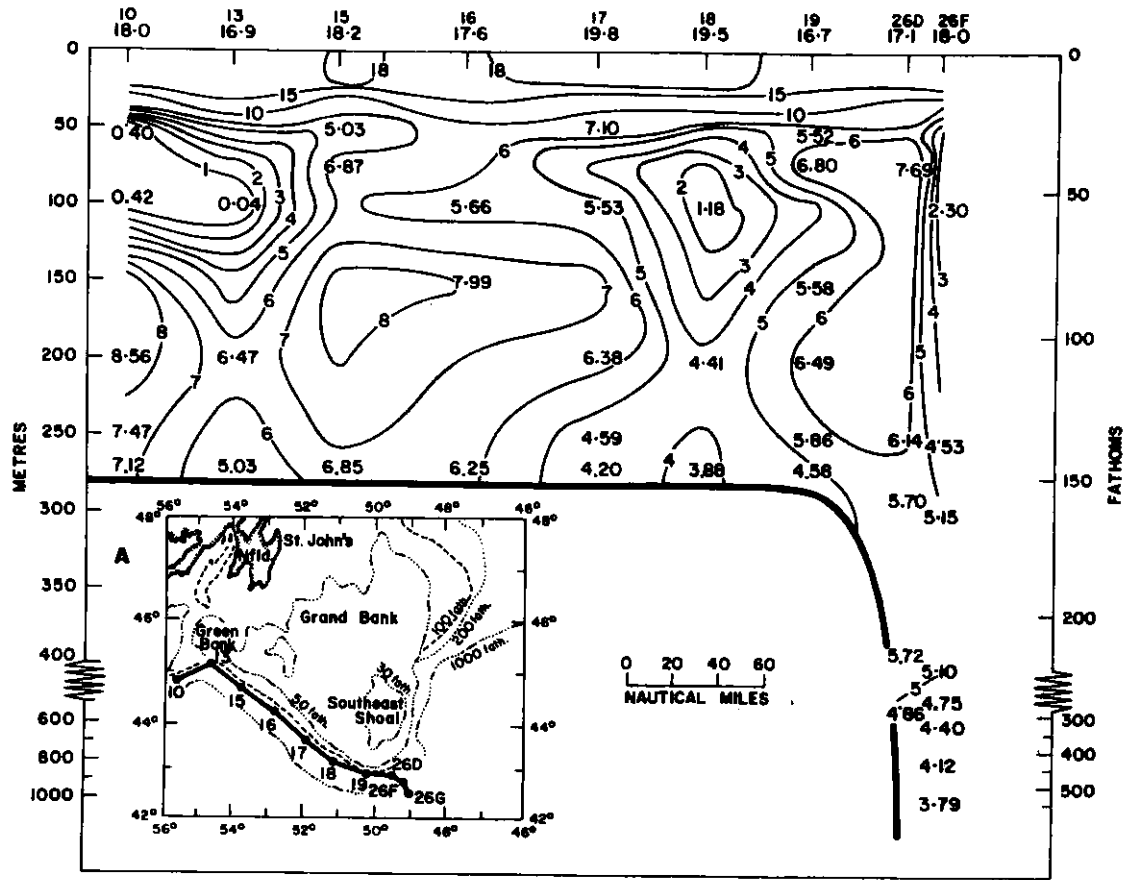 10 13 15 16 17 18 19 26D 26F
18·0 16·9 18·2 17·6 19·8 19·5 16·7 17·1 18·0
0 18 18 0
15 15
10 10
50 0.40 5·03 7.10 5·52 6
1 2 6·87 6 4 3 5 6·80 7·69
100 0.42 0·04 3 4 5·66 5·53 2 1·18 2·30 50
5 3 5
150 6 7·99 7 6 4 5·58 3
8 7 8 5 6 4
200 8·56 6·47 6.38 4·41 6·49 5 100
7 6
250 7·47 6 4.59 5·86 6·14 4·53
7.12 5·03 6.85 6.25 4.20 4 3.88 4·56 150
METRES
FATHOMS
300 5.70 5·15
350
400 5.72 200
5·10
5 4·75
600 4·86 4·40 300
800 4·12 400
1000 3·79 500
A
56° 54° 52° 50° 48°
48° 48°
St. John's
Nfld.
46° 46°
Grand Bank
Green Bank
100 fath.
200 fath.
1000 fath.
30 fath.
50 fath.
Southeast Shoal
44° 44°
10 15 16 17 18 19 26D 26F 26G
42° 42°
56° 54° 52° 50° 48° 46°
0 20 40 60
NAUTICAL MILES